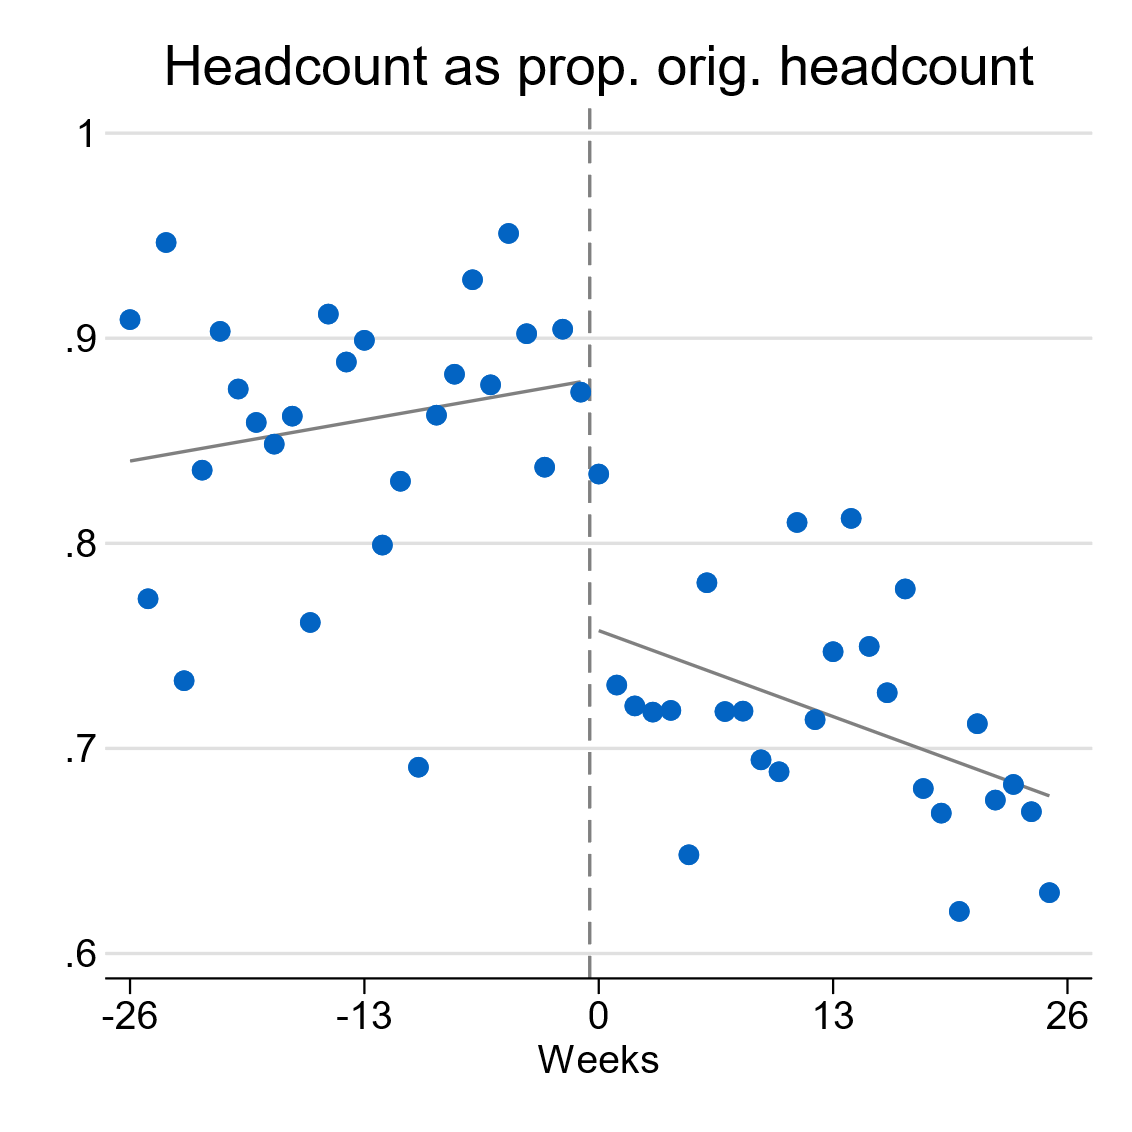 Headcount as prop. orig. headcount
1
.9
.8
.7
.6
-26 -13 0 13 26
Weeks